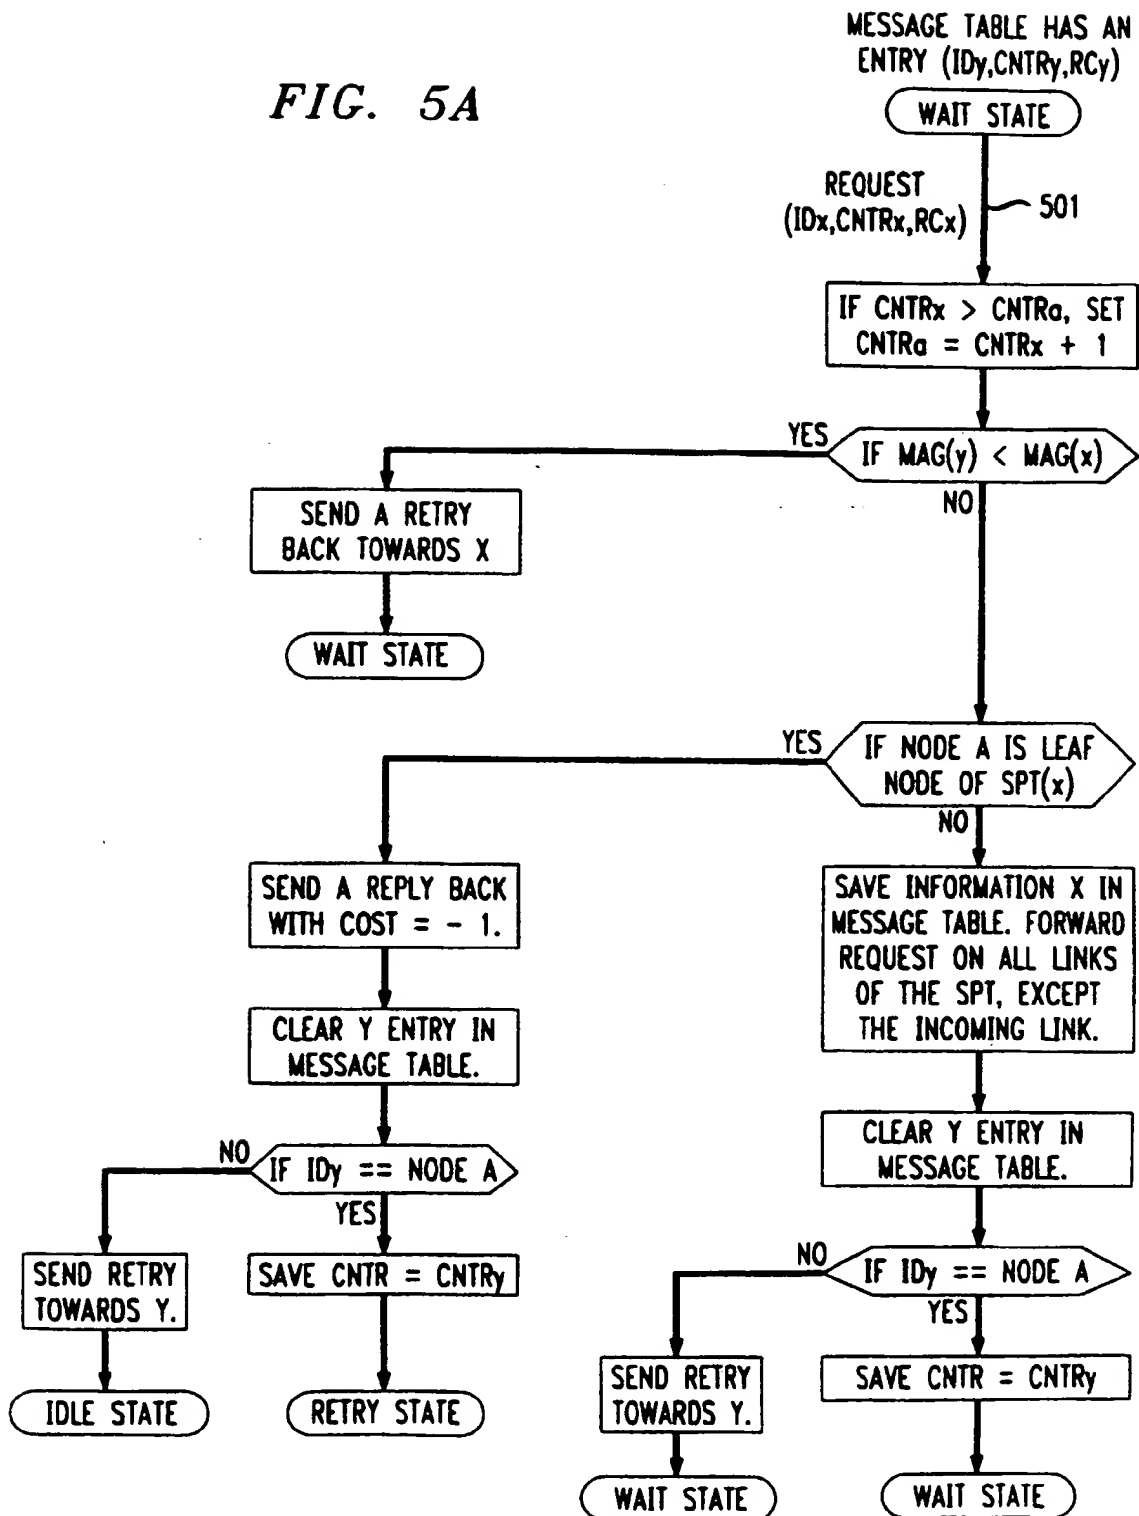 MESSAGE TABLE HAS AN
ENTRY (IDy,CNTRy,RCy)
FIG. 5A
WAIT STATE
REQUEST
(IDx,CNTRx,RCx)
501
IF CNTRx > CNTRa, SET
CNTRa = CNTRx + 1
YES
IF MAG(y) < MAG(x)
NO
SEND A RETRY
BACK TOWARDS X
WAIT STATE
YES
IF NODE A IS LEAF
NODE OF SPT(x)
NO
SEND A REPLY BACK
WITH COST = - 1.
SAVE INFORMATION X IN
MESSAGE TABLE. FORWARD
REQUEST ON ALL LINKS
OF THE SPT, EXCEPT
THE INCOMING LINK.
CLEAR Y ENTRY IN
MESSAGE TABLE.
CLEAR Y ENTRY IN
MESSAGE TABLE.
NO
IF IDy == NODE A
YES
NO
IF IDy == NODE A
YES
SEND RETRY
TOWARDS Y.
SAVE CNTR = CNTRy
SEND RETRY
TOWARDS Y.
SAVE CNTR = CNTRy
IDLE STATE
RETRY STATE
WAIT STATE
WAIT STATE